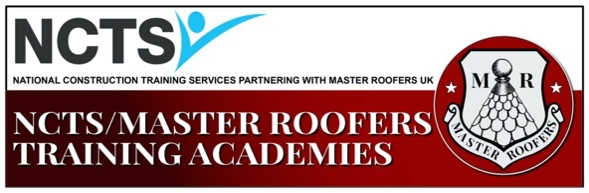 NCTS
NATIONAL CONSTRUCTION TRAINING SERVICES PARTNERING WITH MASTER ROOFERS UK
NCTS/MASTER ROOFERS
TRAINING ACADEMIES
M R
MASTER ROOFERS